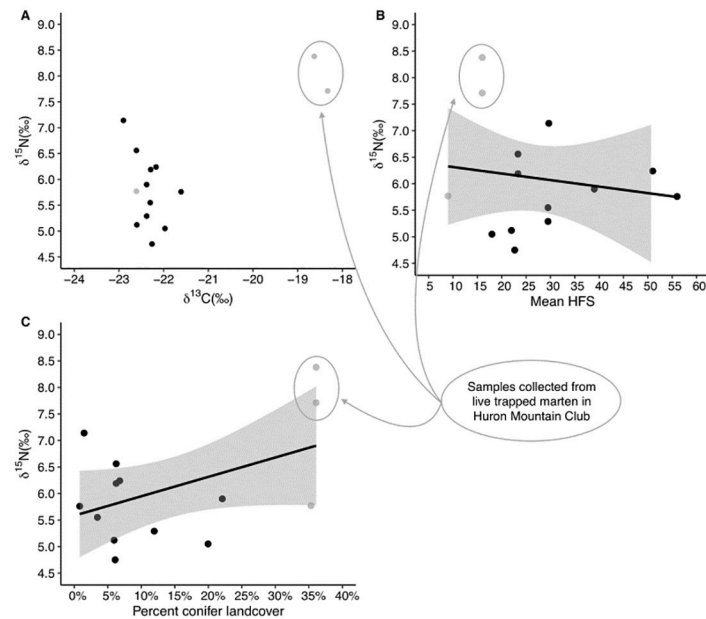 A
9.0
8.5
8.0
7.5
7.0
6.5
6.0
5.5
5.0
4.5
δ15N(‰)
−24 −23 −22 −21 −20 −19 −18
δ13C(‰)
B
9.0
8.5
8.0
7.5
7.0
6.5
6.0
5.5
5.0
4.5
δ15N(‰)
5 10 15 20 25 30 35 40 45 50 55 60
Mean HFS
C
9.0
8.5
8.0
7.5
7.0
6.5
6.0
5.5
5.0
4.5
δ15N(‰)
0% 5% 10% 15% 20% 25% 30% 35% 40%
Percent conifer landcover
Samples collected from
live trapped marten in
Huron Mountain Club